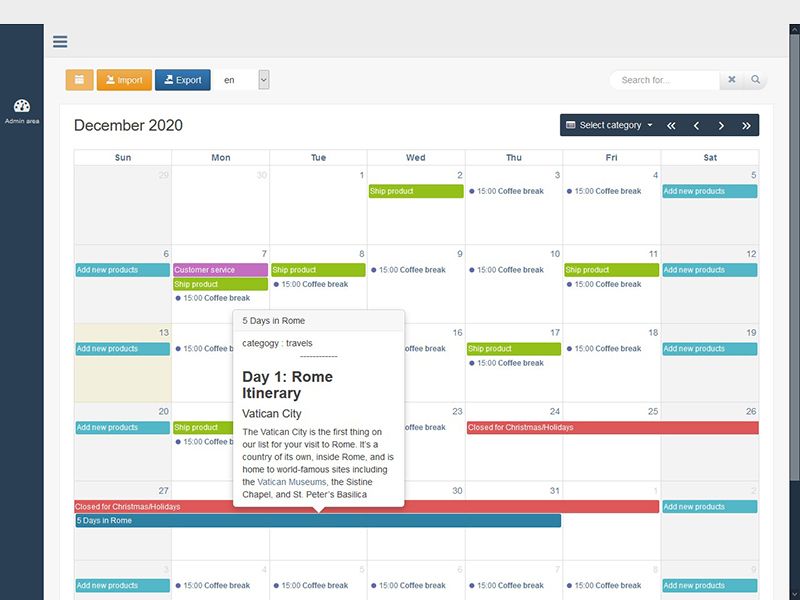 Admin area
Import Export en Search for...
December 2020 Select category
Sun Mon Tue Wed Thu Fri Sat
29 30 1 2 3 4 5
Ship product 15:00 Coffee break 15:00 Coffee break Add new products
6 7 8 9 10 11 12
Add new products Customer service Ship product 15:00 Coffee break 15:00 Coffee break Ship product Add new products
Ship product 15:00 Coffee break 15:00 Coffee break
15:00 Coffee break
5 Days in Rome
13 16 17 18 19
Add new products 15:00 Coffee b offee break Ship product 15:00 Coffee break Add new products
15:00 Coffee break
categogy : travels
------------
Day 1: Rome
Itinerary
Vatican City
The Vatican City is the first thing on
our list for your visit to Rome. It's a
country of its own, inside Rome, and is
home to world-famous sites including
the Vatican Museums, the Sistine
Chapel, and St. Peter's Basilica
20 23 24 25 26
Add new products Ship product offee break Closed for Christmas/Holidays
15:00 Coffee b
27 30 31 1 2
Closed for Christmas/Holidays Add new products
5 Days in Rome
3 4 5 6 7 8 9
Add new products 15:00 Coffee break 15:00 Coffee break 15:00 Coffee break 15:00 Coffee break 15:00 Coffee break Add new products